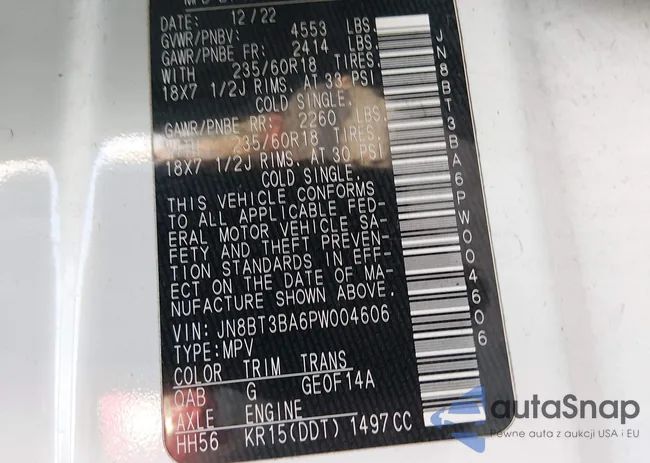 DATE: 12/22
GVWR/PNBV: 4553 LBS.
GAWR/PNBE FR: 2414 LBS.
WITH 235/60R18 TIRES.
18X7 1/2J RIMS. AT 33 PSI
COLD SINGLE.
GAWR/PNBE RR: 2260 LBS.
WITH 235/60R18 TIRES.
18X7 1/2J RIMS. AT 30 PSI
COLD SINGLE.
THIS VEHICLE CONFORMS
TO ALL APPLICABLE FED-
ERAL MOTOR VEHICLE SA-
FETY AND THEFT PREVEN-
TION STANDARDS IN EFF-
ECT ON THE DATE OF MA-
NUFACTURE SHOWN ABOVE.
VIN: JN8BT3BA6PW004606
TYPE:MPV
COLOR TRIM TRANS
QAB G GE0F14A
AXLE ENGINE
HH56 KR15(DDT) 1497CC
JN8BT3BA6PW004606
autaSnap
Pewne auta z aukcji USA i EU